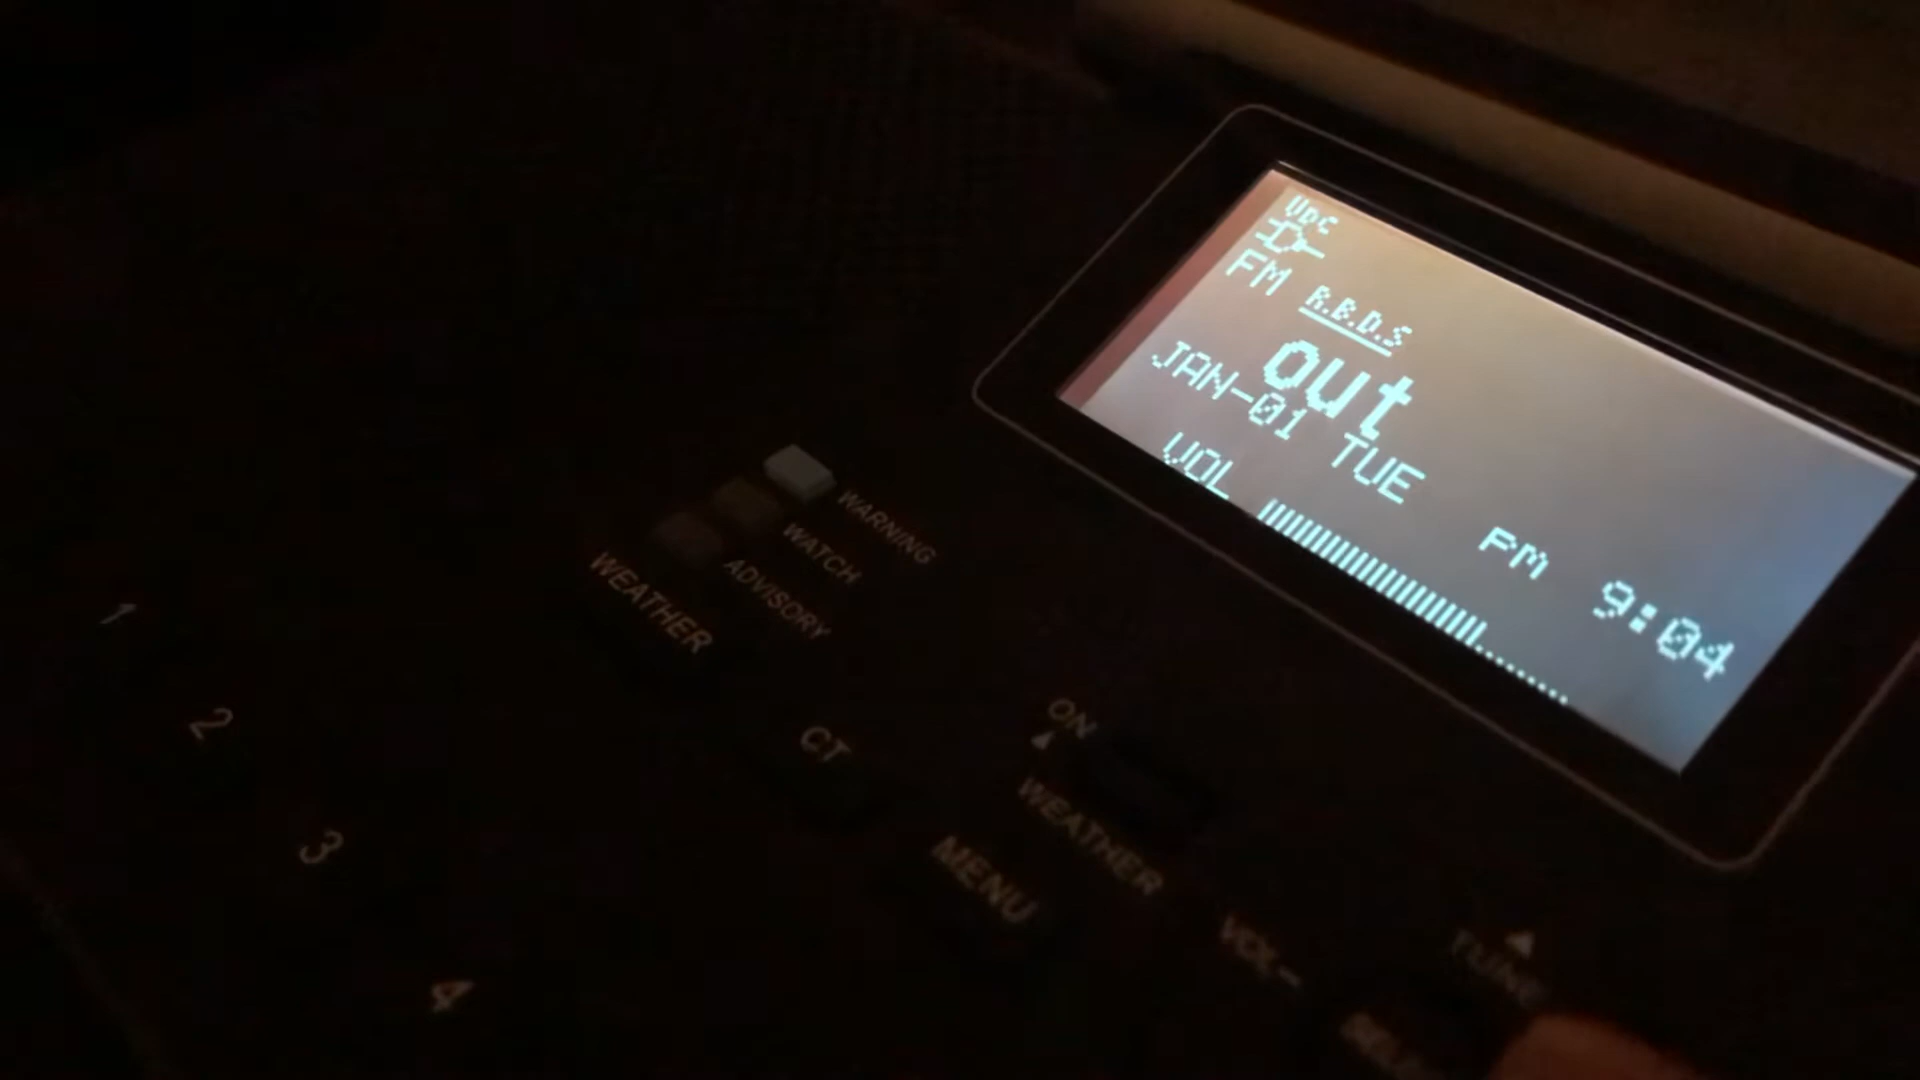 VDC
FM R.B.D.S
out
JAN-01 TUE PM 9:04
VOL
WARNING
WATCH
ADVISORY
WEATHER
1
2
3
4
CT
MENU
ON
WEATHER
VOL-
TUNE